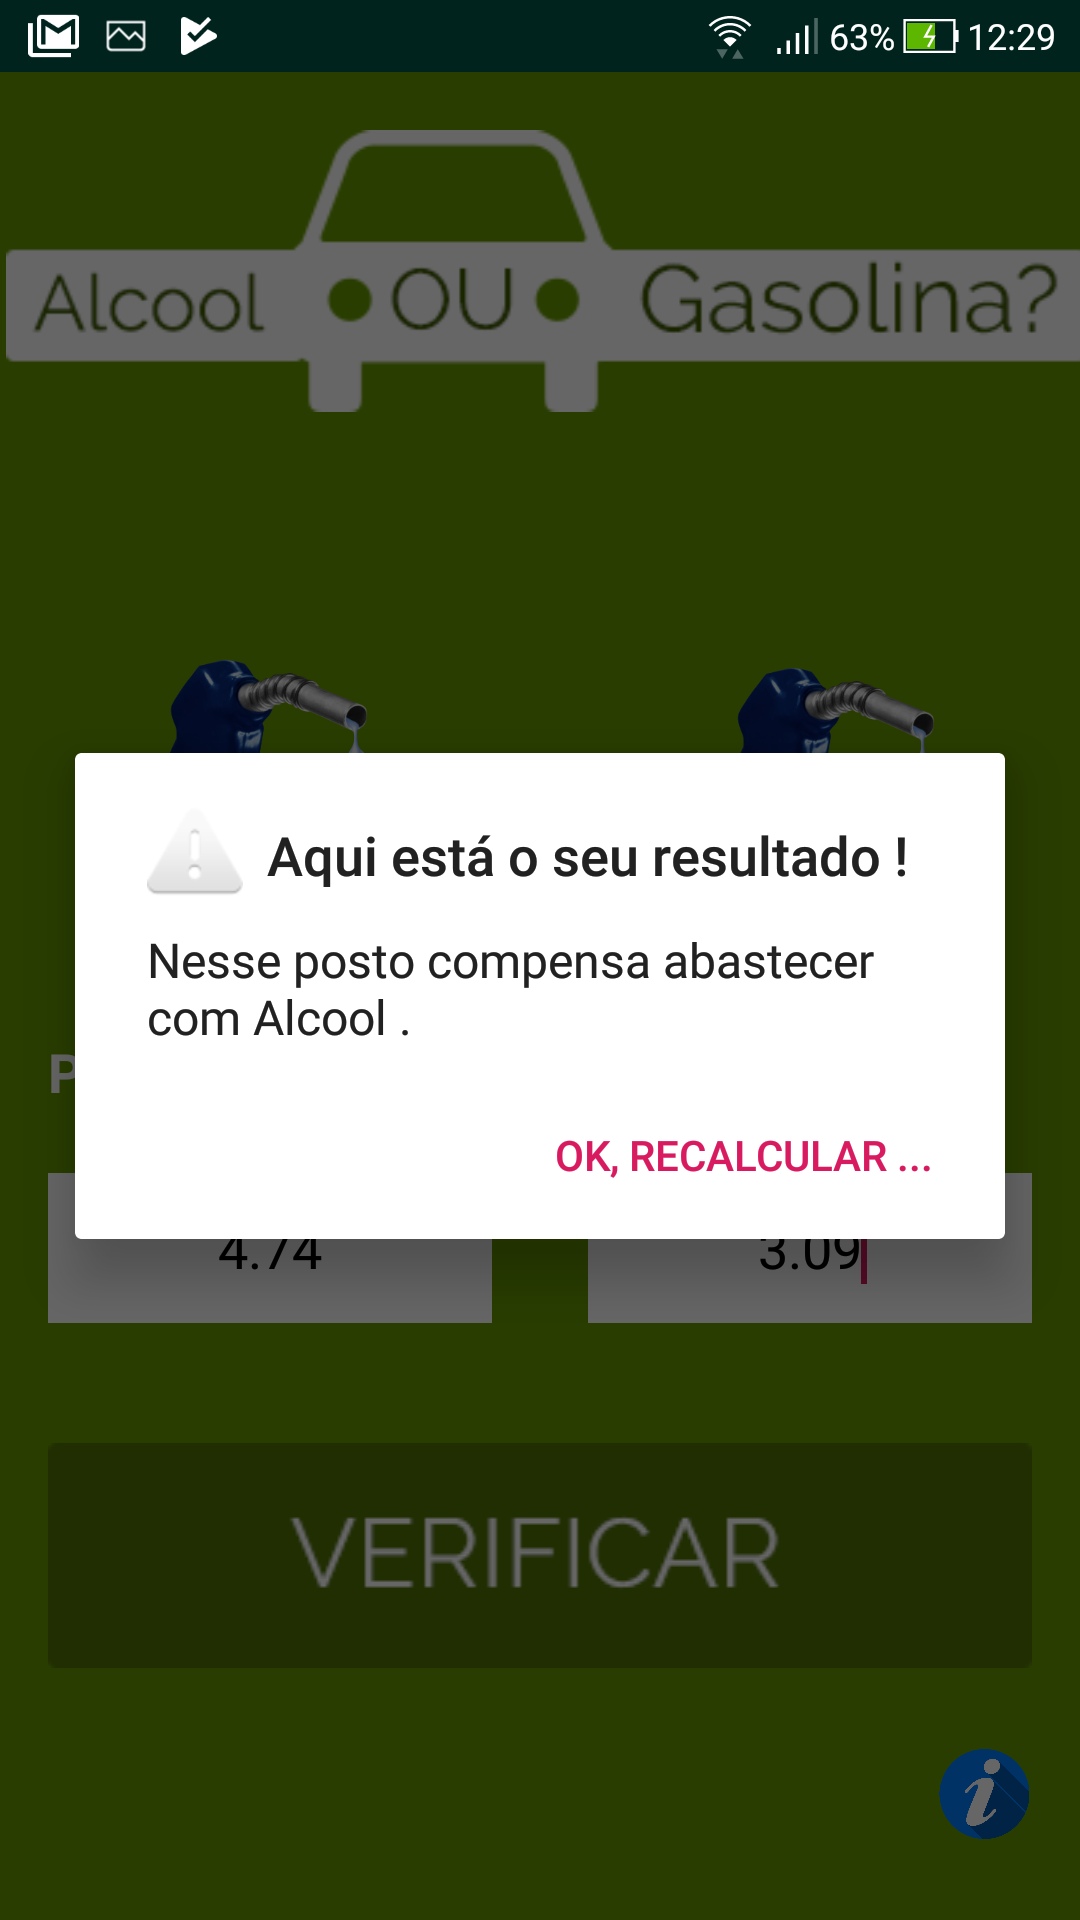 63% 12:29
Alcool OU Gasolina?
Aqui está o seu resultado !
Nesse posto compensa abastecer
com Alcool .
OK, RECALCULAR ...
4.74 3.09
VERIFICAR
i